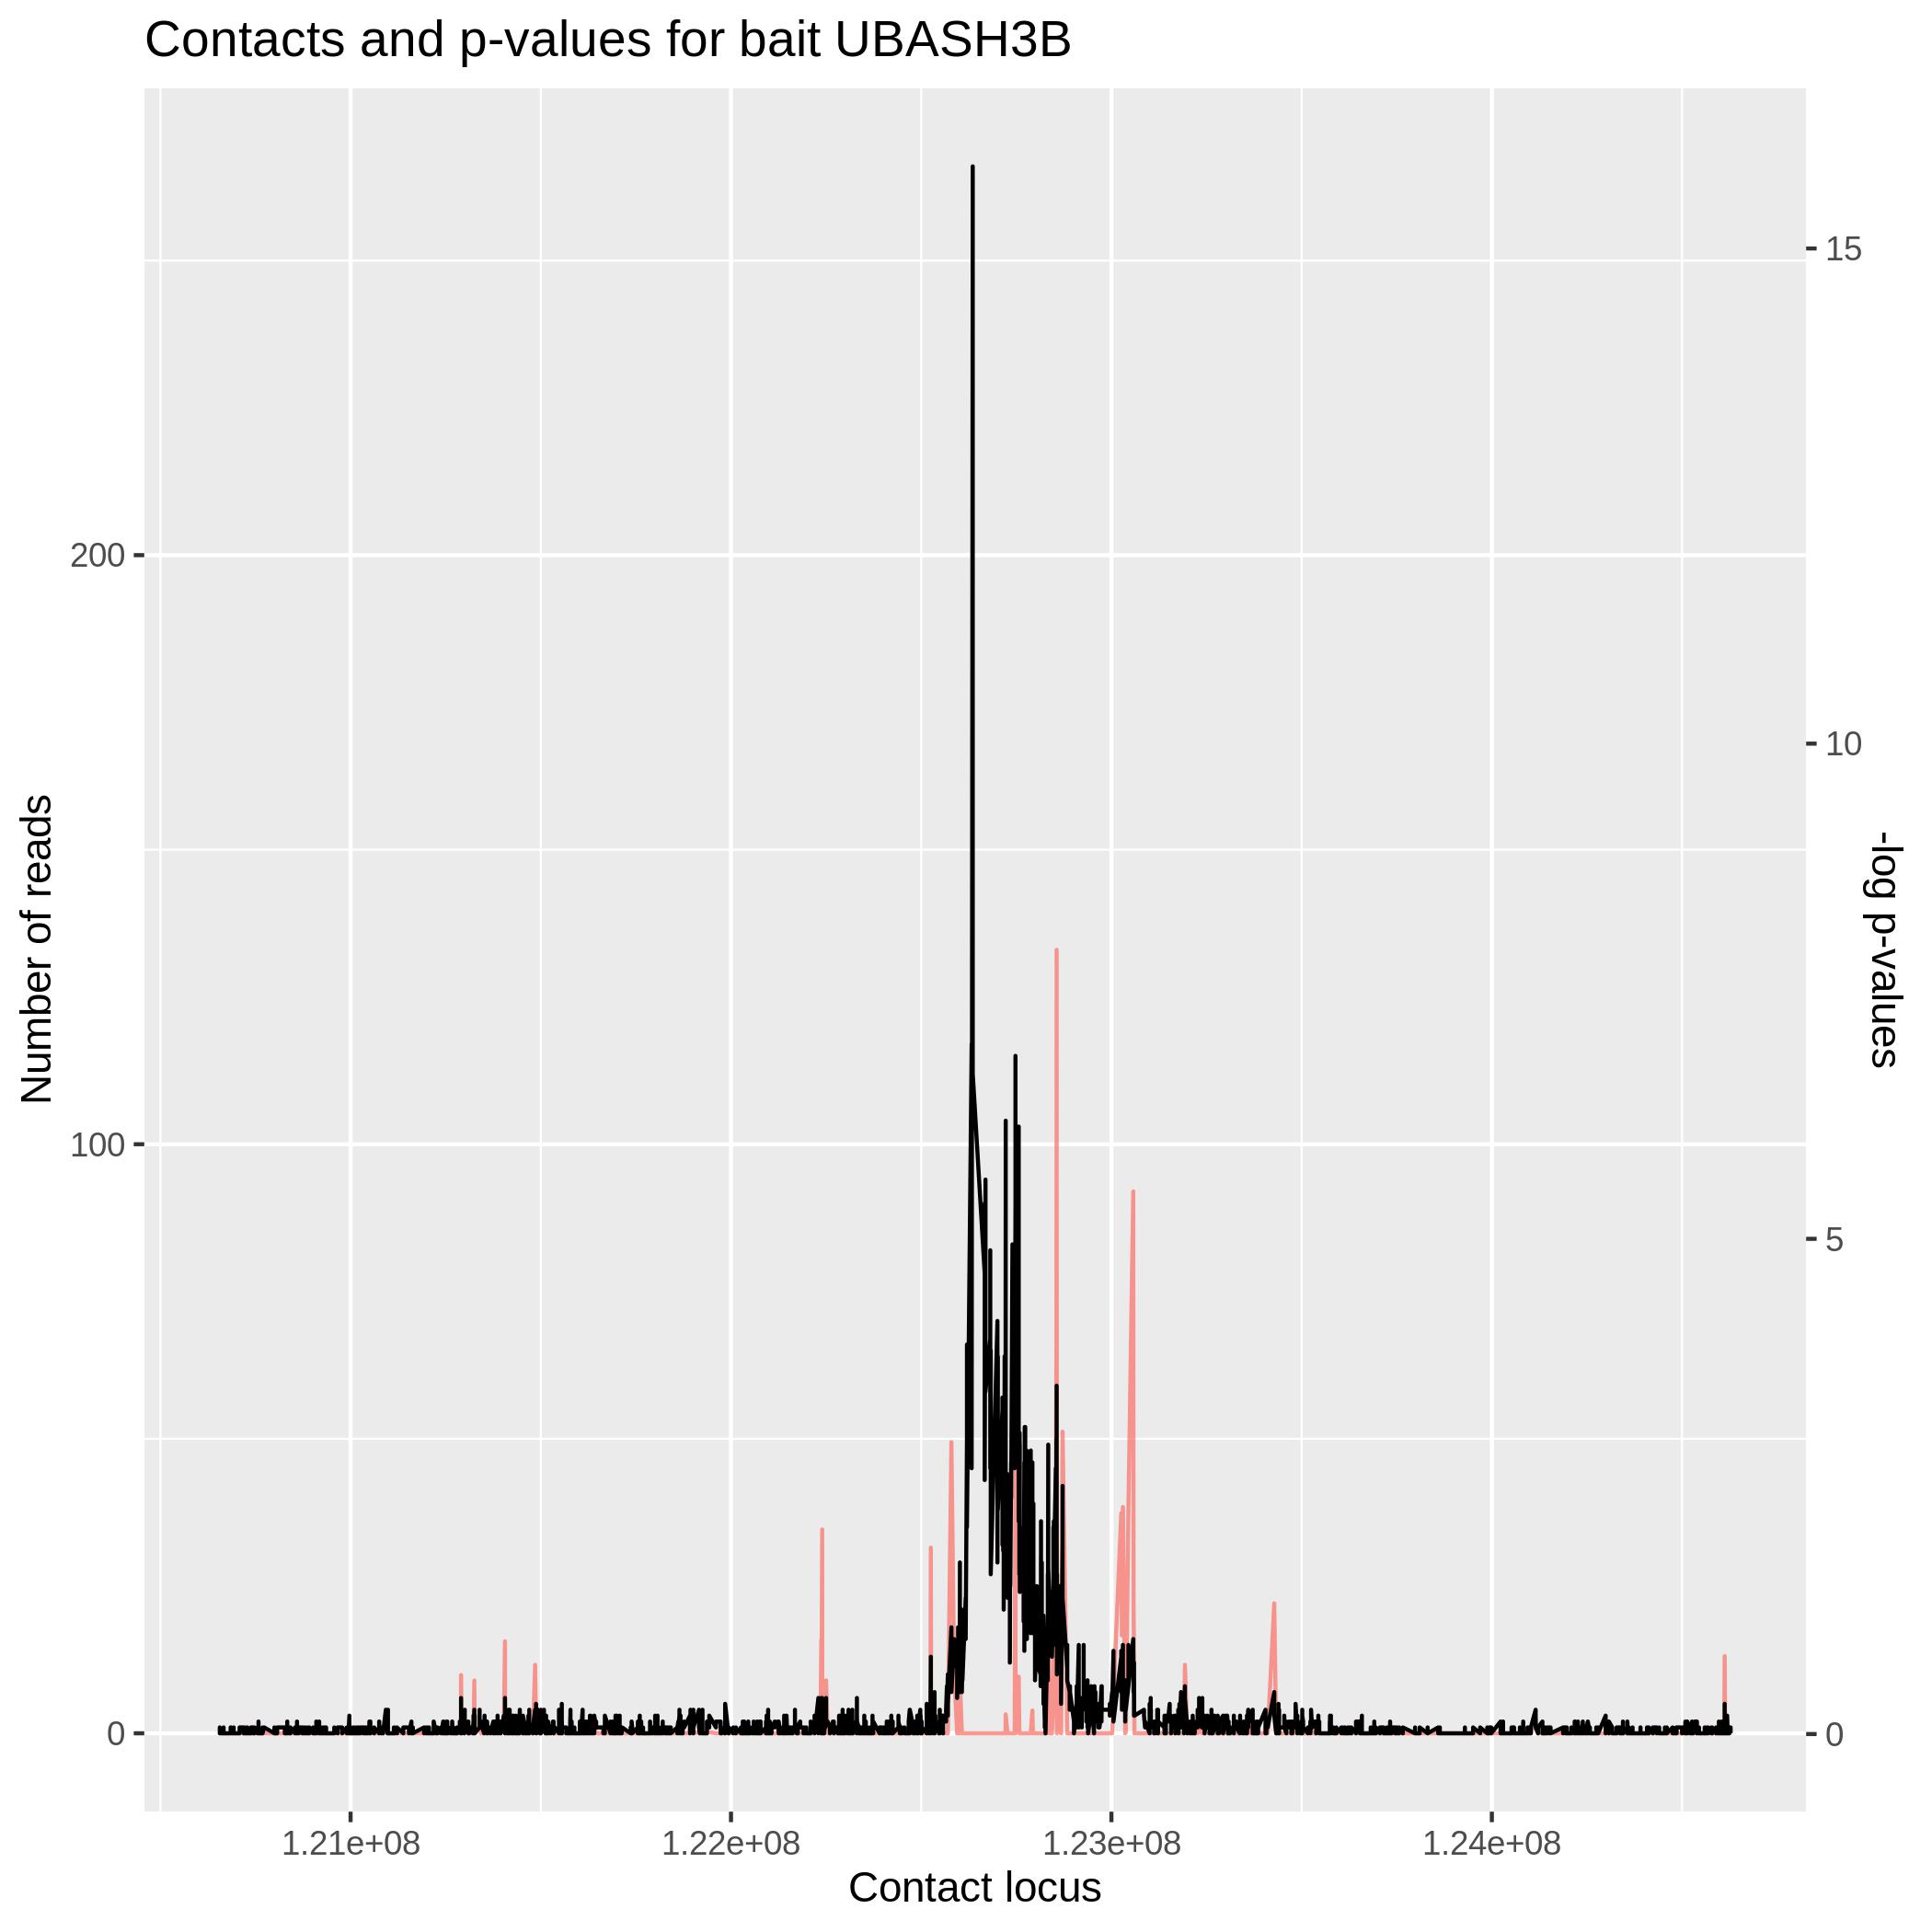 Contacts and p-values for bait UBASH3B
Number of reads
200
100
0
15
10
5
0
-log p-values
1.21e+08
1.22e+08
1.23e+08
1.24e+08
Contact locus